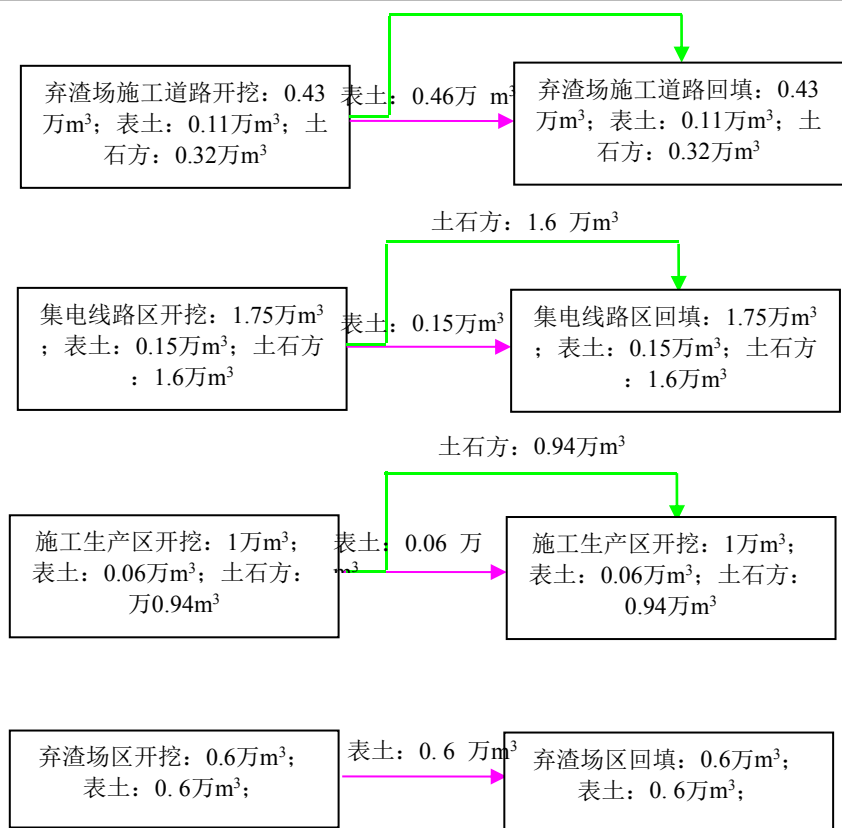 弃渣场施工道路开挖：0.43
万m³；表土：0.11万m³；土
石方：0.32万m³
表土：0.46万 m³
弃渣场施工道路回填：0.43
万m³；表土：0.11万m³；土
石方：0.32万m³
土石方：1.6 万m³
集电线路区开挖：1.75万m³
；表土：0.15万m³；土石方
：1.6万m³
表土：0.15万m³
集电线路区回填：1.75万m³
；表土：0.15万m³；土石方
：1.6万m³
土石方：0.94万m³
施工生产区开挖：1万m³；
表土：0.06万m³；土石方：
万0.94m³
表土：0.06 万
m³
施工生产区开挖：1万m³；
表土：0.06万m³；土石方：
0.94万m³
弃渣场区开挖：0.6万m³；
表土：0. 6万m³；
表土：0. 6 万m³
弃渣场区回填：0.6万m³；
表土：0. 6万m³；